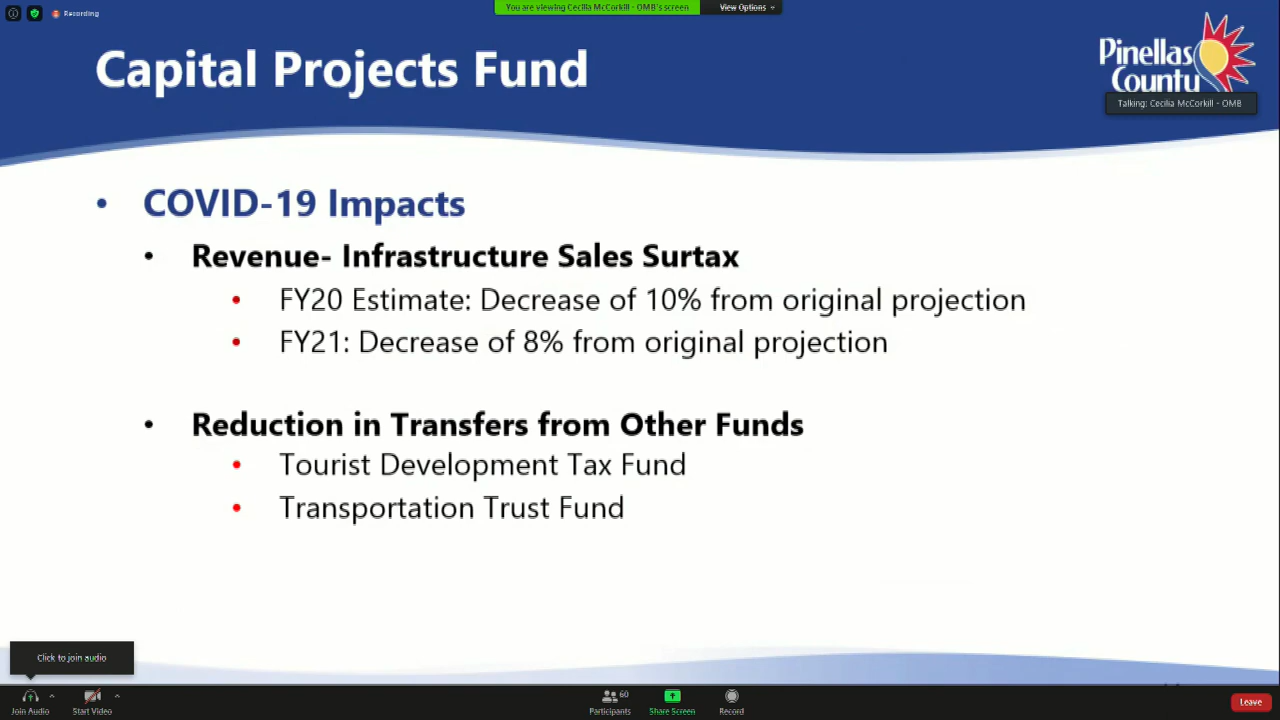 Recording
You are viewing Cecilia McCorkill - OMB's screen
View Options
Capital Projects Fund
Pinellas
County
Talking: Cecilia McCorkill - OMB
• COVID-19 Impacts
• Revenue- Infrastructure Sales Surtax
• FY20 Estimate: Decrease of 10% from original projection
• FY21: Decrease of 8% from original projection
• Reduction in Transfers from Other Funds
• Tourist Development Tax Fund
• Transportation Trust Fund
Click to join audio
Join Audio
Start Video
60
Participants
Share Screen
Record
Leave